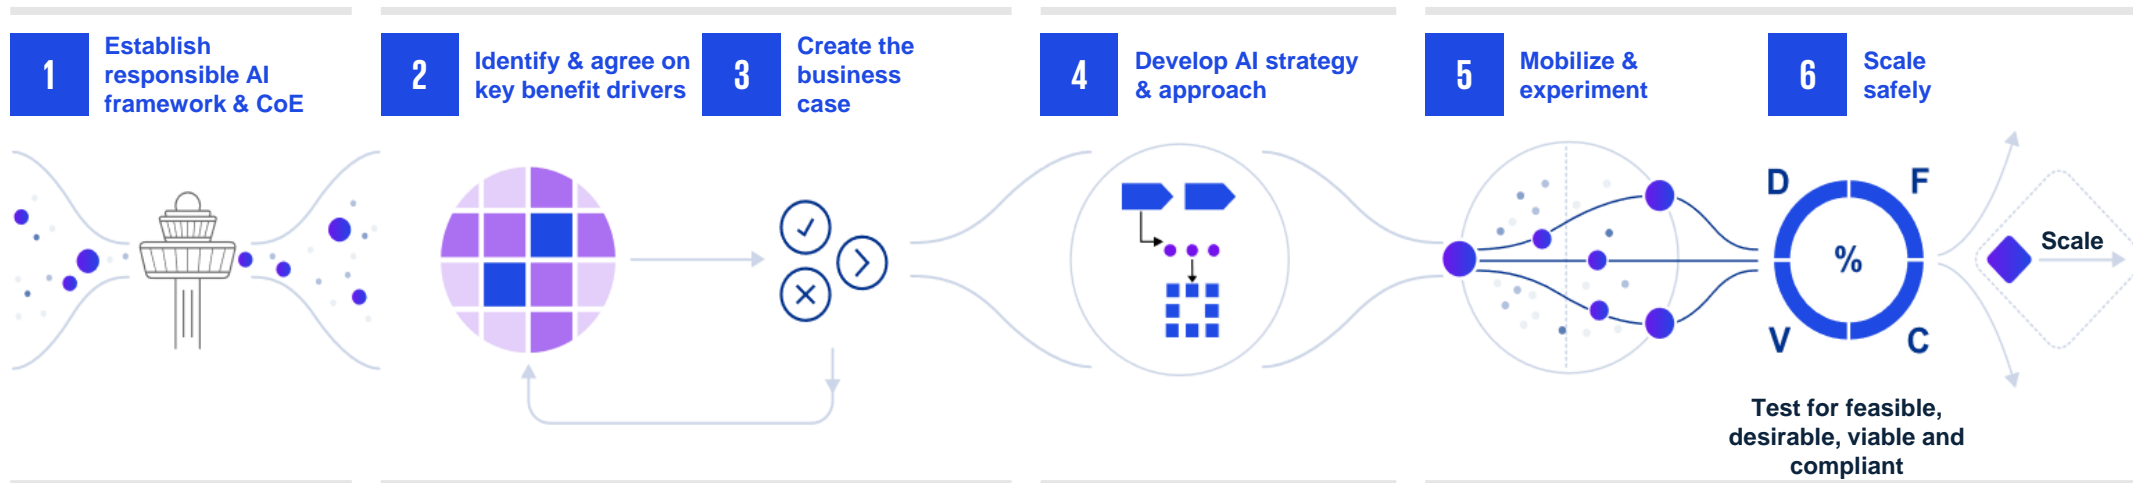 1
Establish
responsible AI
framework & CoE
2
Identify & agree on
key benefit drivers
3
Create the
business
case
4
Develop AI strategy
& approach
5
Mobilize &
experiment
6
Scale
safely
D
F
%
V
C
Scale
Test for feasible,
desirable, viable and
compliant